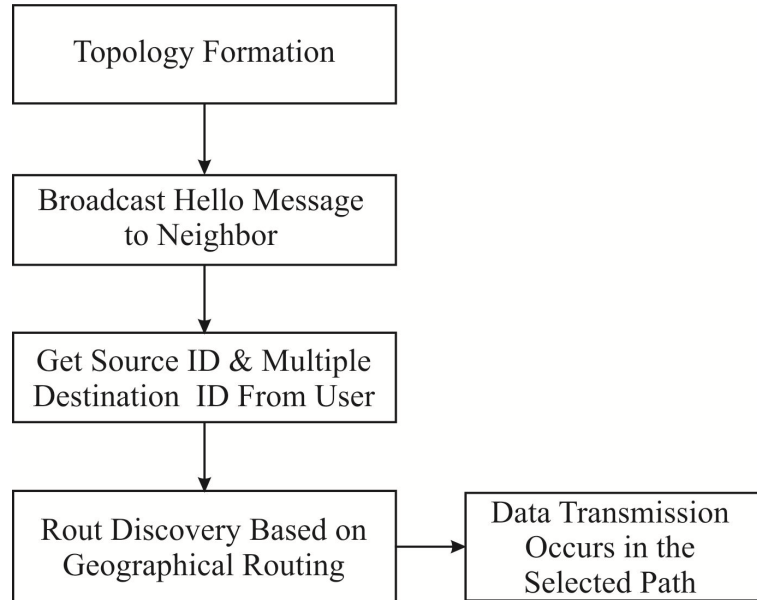 Topology Formation
Broadcast Hello Message
to Neighbor
Get Source ID & Multiple
Destination ID From User
Rout Discovery Based on
Geographical Routing
Data Transmission
Occurs in the
Selected Path